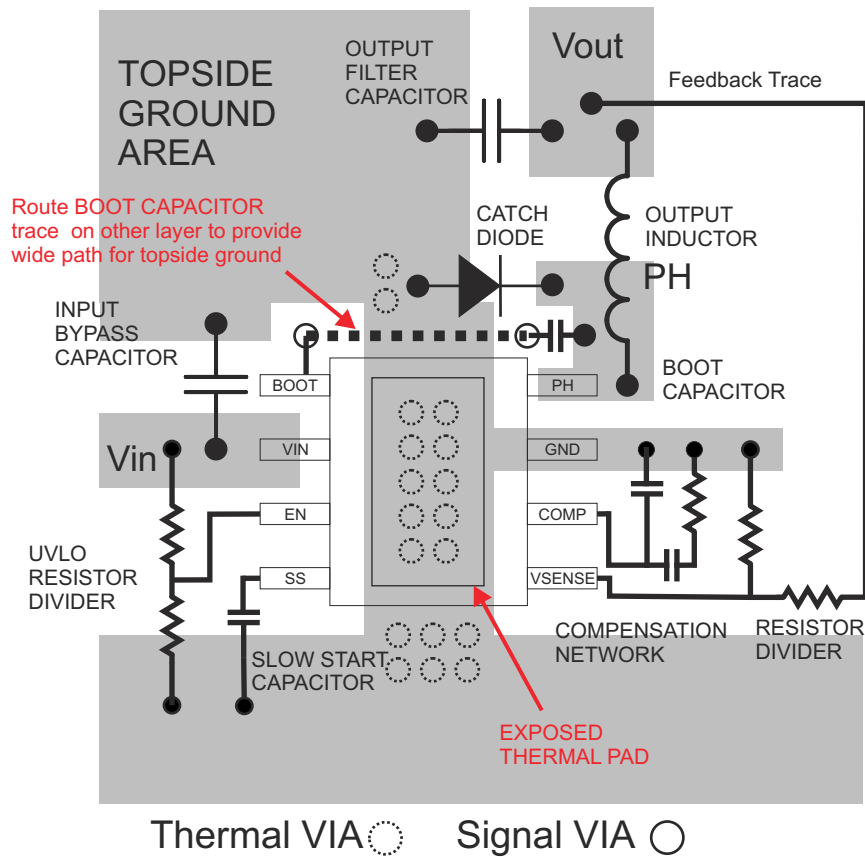 TOPSIDE
GROUND
AREA
OUTPUT
FILTER
CAPACITOR
Vout
Feedback Trace
Route BOOT CAPACITOR
trace on other layer to provide
wide path for topside ground
CATCH
DIODE
OUTPUT
INDUCTOR
PH
INPUT
BYPASS
CAPACITOR
BOOT
CAPACITOR
BOOT
PH
Vin
VIN
GND
EN
COMP
UVLO
RESISTOR
DIVIDER
SS
VSENSE
SLOW START
CAPACITOR
COMPENSATION
NETWORK
RESISTOR
DIVIDER
EXPOSED
THERMAL PAD
Thermal VIA
Signal VIA